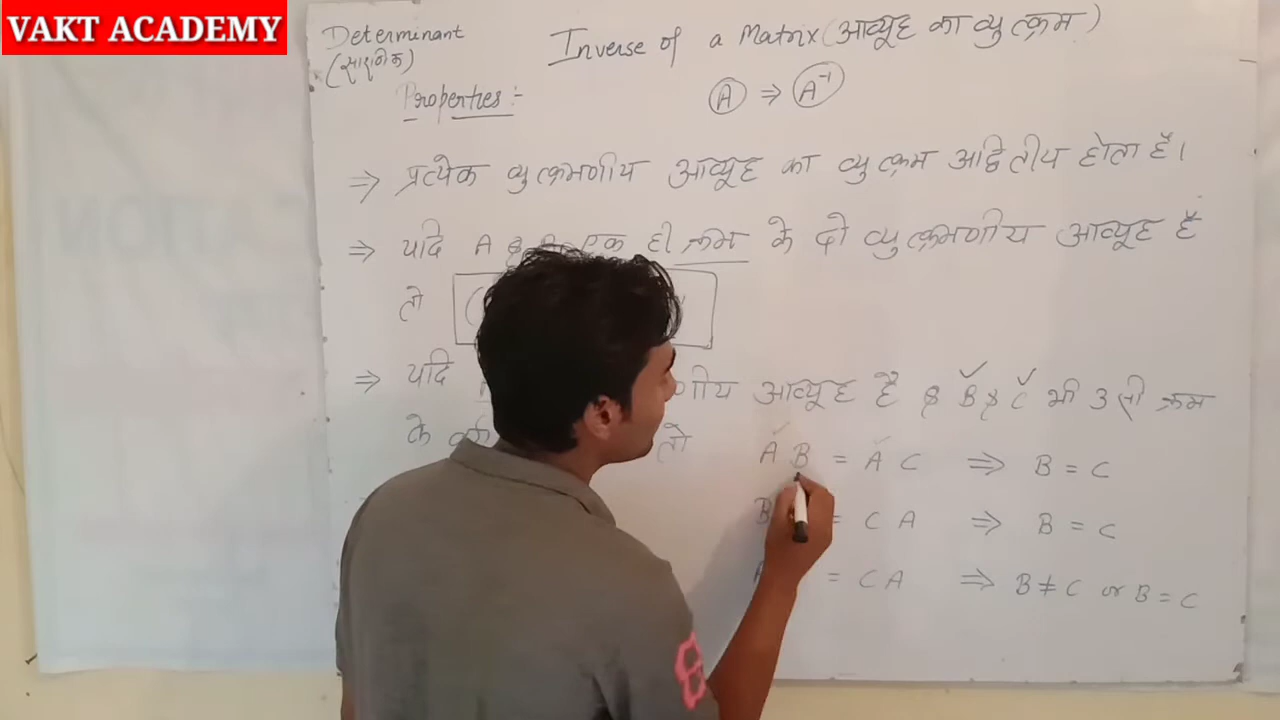 VAKT ACADEMY
Determinant
(सारणिक)
Inverse of a Matrix (आव्यूह का व्युत्क्रम)
Properties :-
A ⇒ A⁻¹
⇒ प्रत्येक व्युत्क्रमणीय आव्यूह का व्युत्क्रम अद्वितीय होता है।
⇒ यदि A & एक ही क्रम के दो व्युत्क्रमणीय आव्यूह है
तो (
⇒ यदि आव्यूह है & B & C भी उसी क्रम
के तो
A B = A C ⇒ B = C
B = C A ⇒ B = C
A = C A ⇒ B ≠ C or B = C